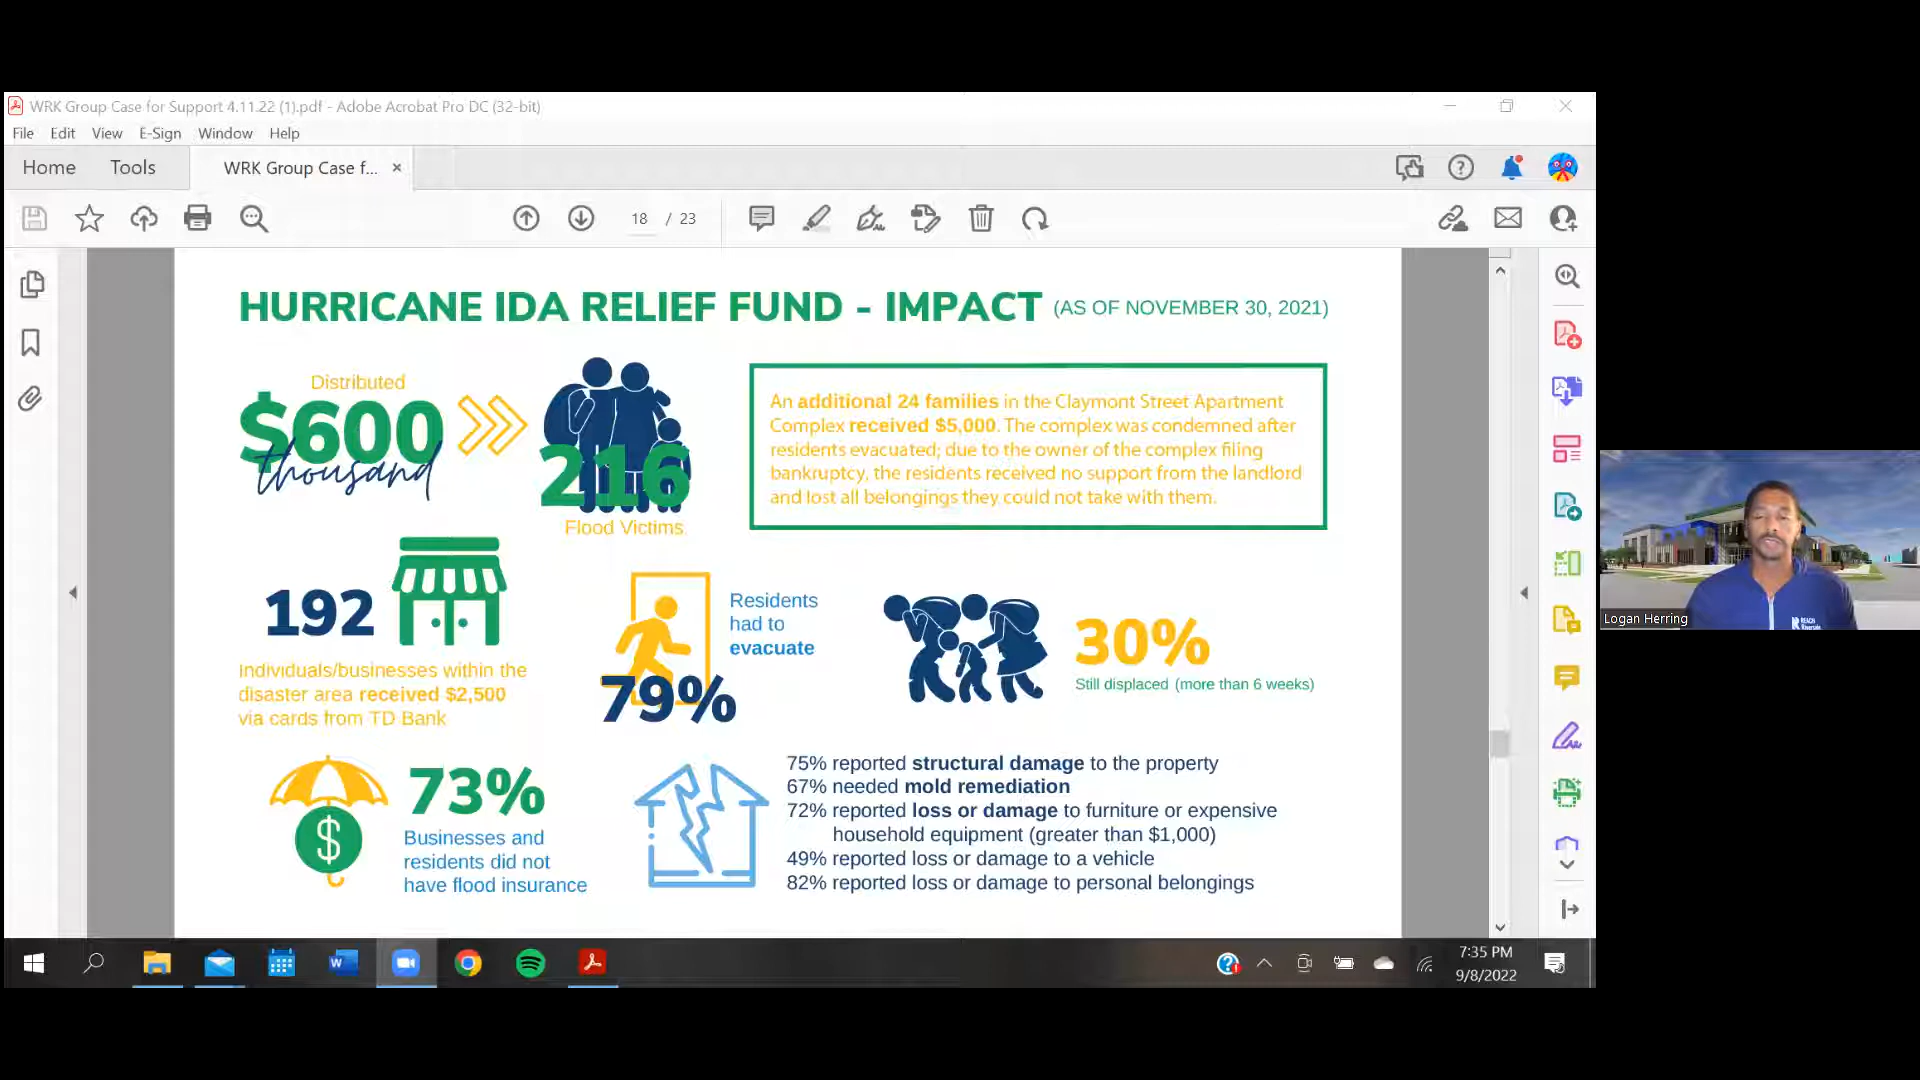 WRK Group Case for Support 4.11.22 (1).pdf - Adobe Acrobat Pro DC (32-bit)
File Edit View E-Sign Window Help
Home Tools WRK Group Case f... ×
18 / 23
HURRICANE IDA RELIEF FUND - IMPACT (AS OF NOVEMBER 30, 2021)
Distributed
$600
thousand
216
Flood Victims
An additional 24 families in the Claymont Street Apartment
Complex received $5,000. The complex was condemned after
residents evacuated; due to the owner of the complex filing
bankruptcy, the residents received no support from the landlord
and lost all belongings they could not take with them.
192
Individuals/businesses within the
disaster area received $2,500
via cards from TD Bank
Residents
had to
evacuate
79%
30%
Still displaced (more than 6 weeks)
$
73%
Businesses and
residents did not
have flood insurance
75% reported structural damage to the property
67% needed mold remediation
72% reported loss or damage to furniture or expensive
household equipment (greater than $1,000)
49% reported loss or damage to a vehicle
82% reported loss or damage to personal belongings
Logan Herring
REACH
Riverside
7:35 PM
9/8/2022